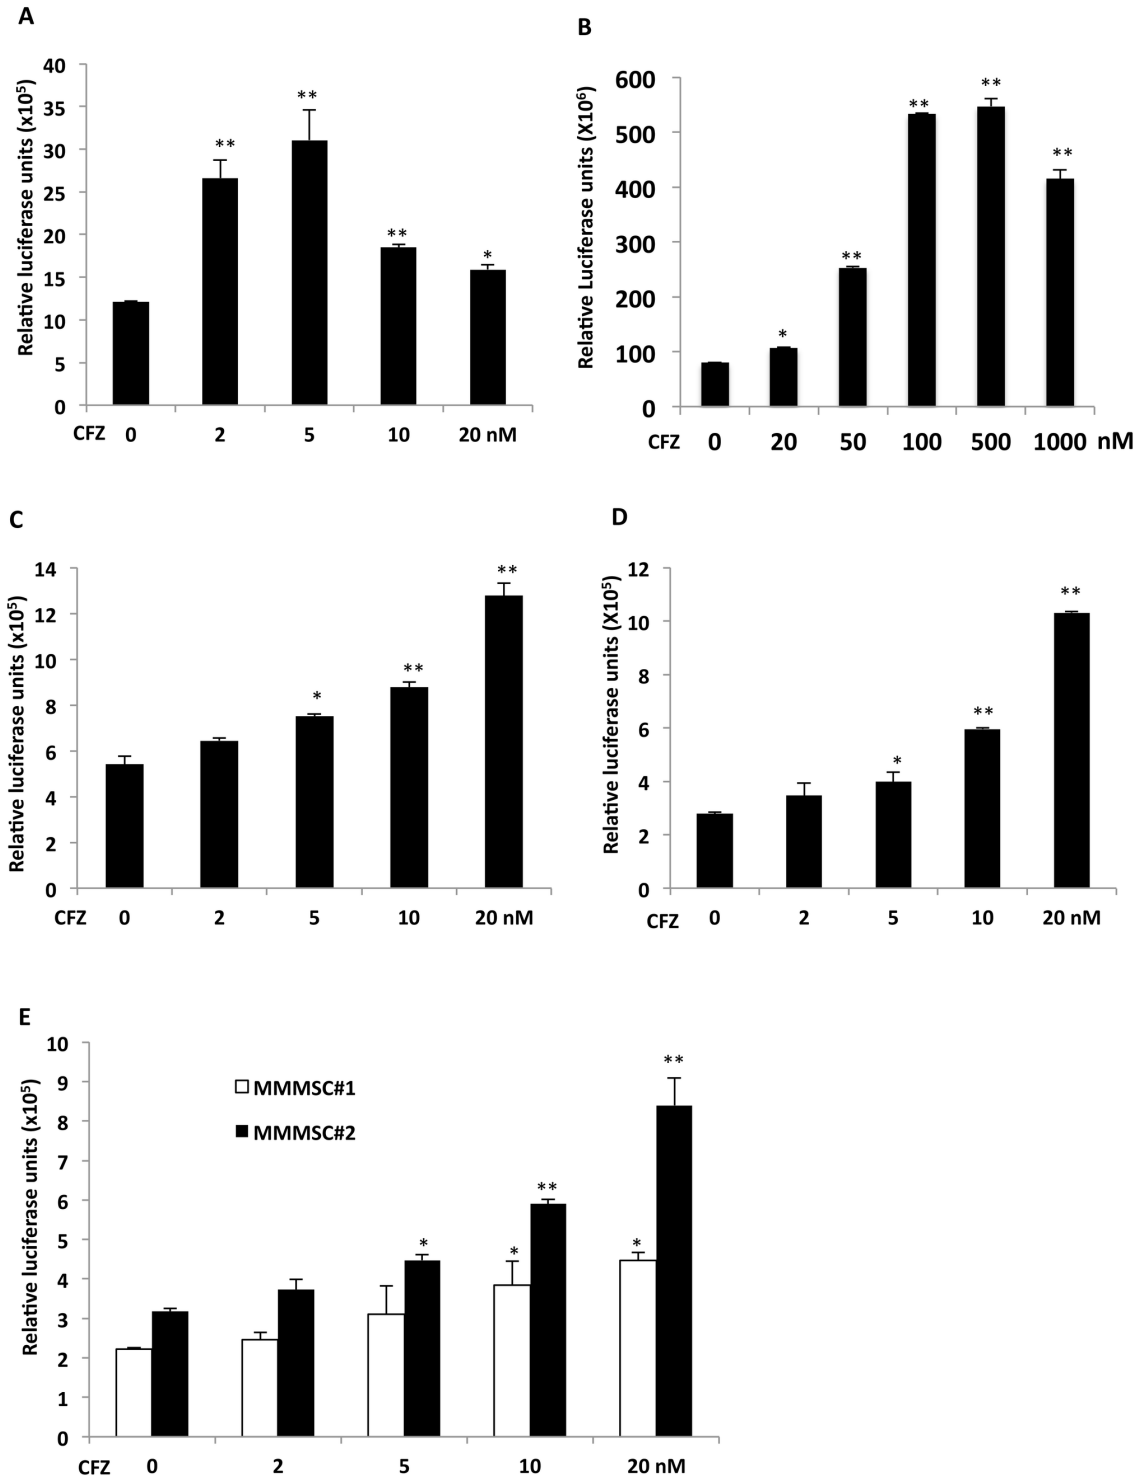 A
Relative luciferase units (x10⁵)
40
35
30
25
20
15
10
5
0
** ** ** *
CFZ 0 2 5 10 20 nM
B
Relative Luciferase units (X10⁶)
600
500
400
300
200
100
0
* ** ** ** **
CFZ 0 20 50 100 500 1000 nM
C
Relative luciferase units (x10⁵)
14
12
10
8
6
4
2
0
* ** **
CFZ 0 2 5 10 20 nM
D
Relative luciferase units (X10⁵)
12
10
8
6
4
2
0
* ** **
CFZ 0 2 5 10 20 nM
E
Relative luciferase units (x10⁵)
10
9
8
7
6
5
4
3
2
1
0
MMMSC#1
MMMSC#2
* * ** * **
CFZ 0 2 5 10 20 nM